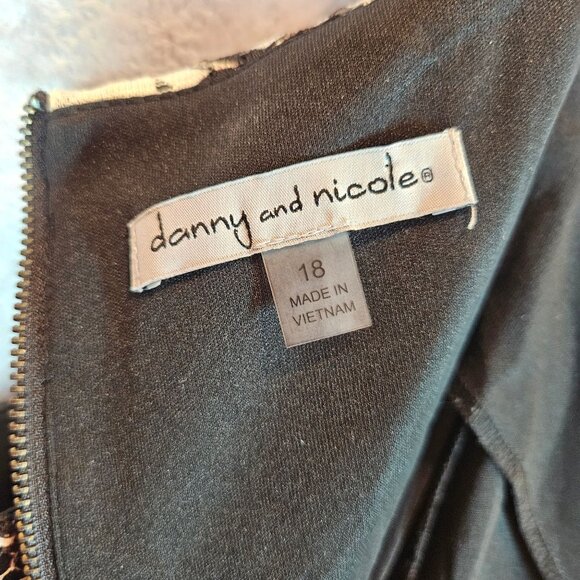 danny and nicole®
18
MADE IN
VIETNAM